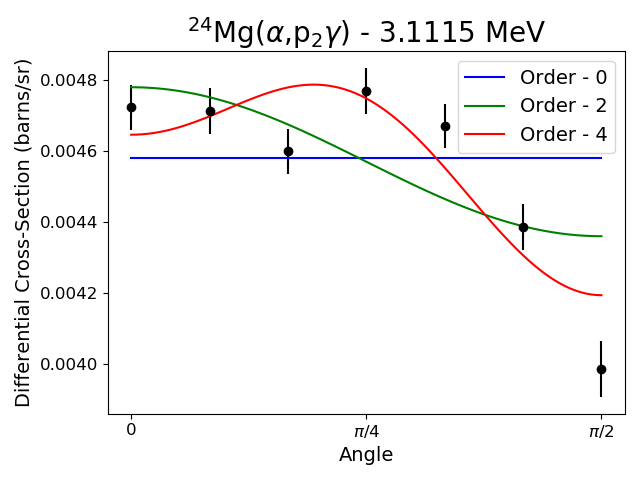 ²⁴Mg(α,p₂γ) - 3.1115 MeV
Differential Cross-Section (barns/sr)
0.0048
0.0046
0.0044
0.0042
0.0040
Order - 0
Order - 2
Order - 4
0
π/4
π/2
Angle